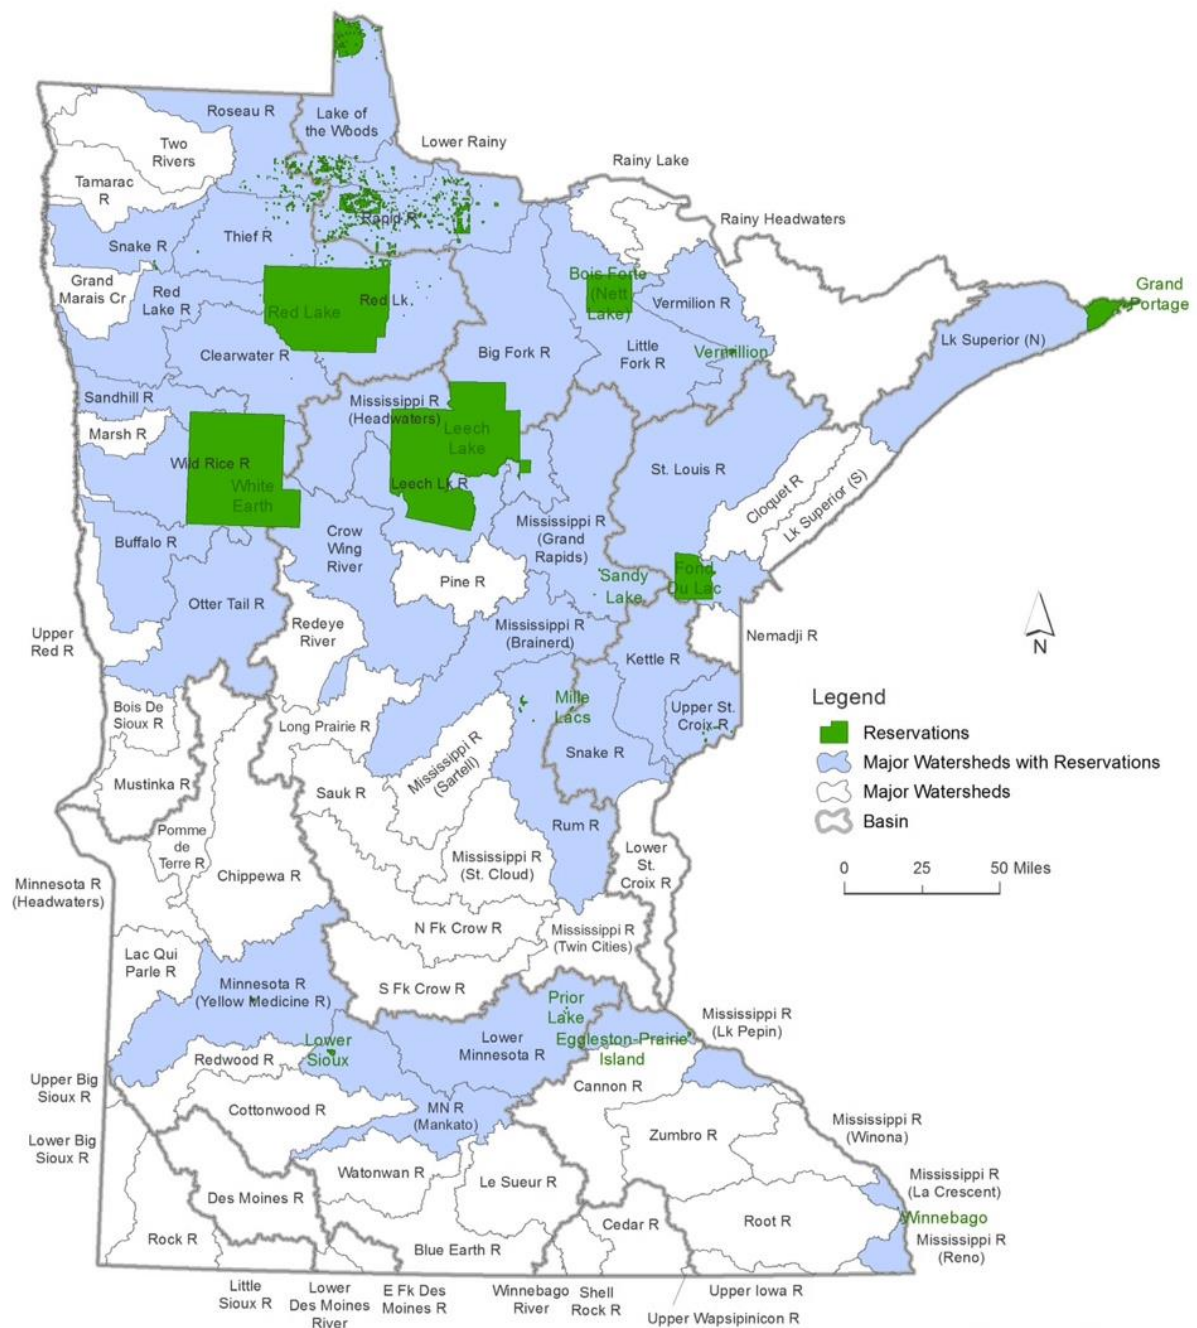 Roseau R
Lake of
the Woods
Two
Rivers
Lower Rainy
Rainy Lake
Tamarac
R
Rainy Headwaters
Rapid R
Snake R
Thief R
Grand
Marais Cr
Red
Lake R
Red Lake
Red Lk
Bois Forte
(Nett
Lake)
Vermilion R
Grand
Portage
Clearwater R
Big Fork R
Little
Fork R
Vermillion
Lk Superior (N)
Sandhill R
Mississippi R
(Headwaters)
Marsh R
Leech
Lake
Wild Rice R
White
Earth
Leech Lk R
St. Louis R
Cloquet R
Lk Superior (S)
Buffalo R
Crow
Wing
River
Mississippi R
(Grand
Rapids)
Pine R
Sandy
Lake
Fond
Du Lac
Otter Tail R
Upper
Red R
Redeye
River
Mississippi R
(Brainerd)
Kettle R
Nemadji R
N
Bois De
Sioux R
Long Prairie R
Mille
Lacs
Upper St.
Croix R
Mustinka R
Sauk R
Mississippi R
(Sartell)
Snake R
Rum R
Pomme
de
Terre R
Chippewa R
Mississippi R
(St. Cloud)
Lower
St.
Croix R
Minnesota R
(Headwaters)
N Fk Crow R
Mississippi R
(Twin Cities)
Lac Qui
Parle R
Minnesota R
(Yellow Medicine R)
S Fk Crow R
Prior
Lake
Mississippi R
(Lk Pepin)
Lower
Sioux
Lower
Minnesota R
Eggleston-Prairie
Island
Redwood R
Cannon R
Upper Big
Sioux R
Cottonwood R
MN R
(Mankato)
Zumbro R
Mississippi R
(Winona)
Lower Big
Sioux R
Watonwan R
Le Sueur R
Mississippi R
(La Crescent)
Des Moines R
Cedar R
Root R
Winnebago
Rock R
Blue Earth R
Mississippi R
(Reno)
Little
Sioux R
Lower
Des Moines
River
E Fk Des
Moines R
Winnebago
River
Shell
Rock R
Upper Iowa R
Upper Wapsipinicon R
Legend
Reservations
Major Watersheds with Reservations
Major Watersheds
Basin
0 25 50 Miles